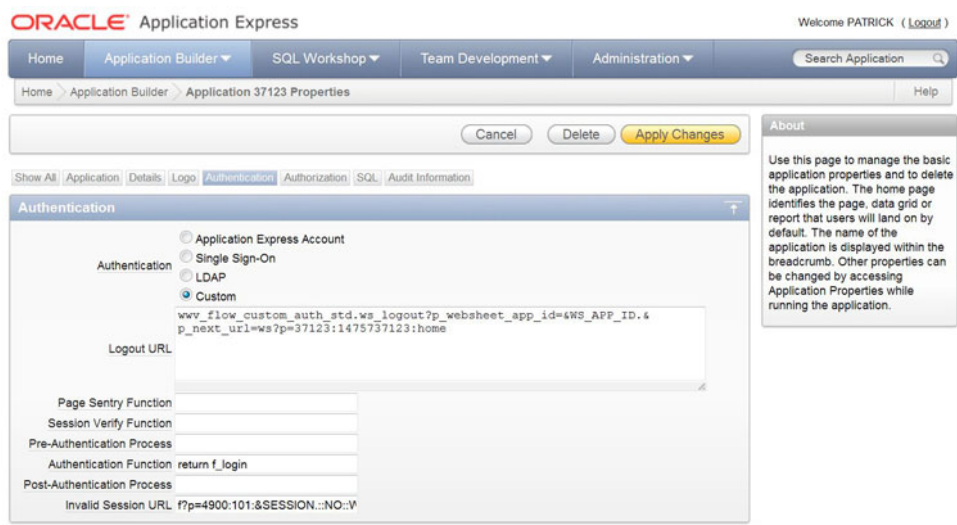 ORACLE Application Express
Welcome PATRICK ( Logout )
Home Application Builder SQL Workshop Team Development Administration
Search Application
Home Application Builder Application 37123 Properties
Help
Cancel Delete Apply Changes
Show All Application Details Logo Authentication Authorization SQL Audit Information
Authentication
Authentication
Application Express Account
Single Sign-On
LDAP
Custom
Logout URL
wwv_flow_custom_auth_std.ws_logout?p_websheet_app_id=&WS_APP_ID.&
p_next_url=ws?p=37123:1475737123:home
Page Sentry Function
Session Verify Function
Pre-Authentication Process
Authentication Function return f_login
Post-Authentication Process
Invalid Session URL f?p=4900:101:&SESSION.::NO::W
About
Use this page to manage the basic
application properties and to delete
the application. The home page
identifies the page, data grid or
report that users will land on by
default. The name of the
application is displayed within the
breadcrumb. Other properties can
be changed by accessing
Application Properties while
running the application.